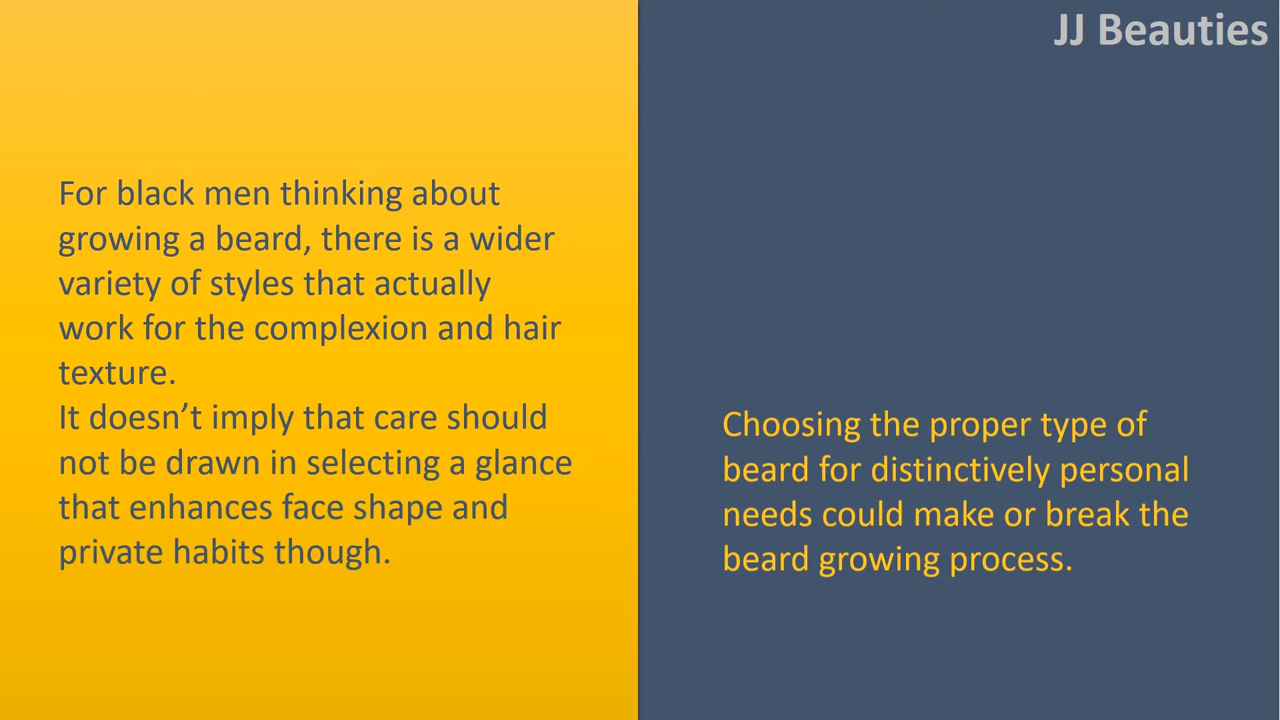 JJ Beauties
For black men thinking about
growing a beard, there is a wider
variety of styles that actually
work for the complexion and hair
texture.
It doesn’t imply that care should
not be drawn in selecting a glance
that enhances face shape and
private habits though.
Choosing the proper type of
beard for distinctively personal
needs could make or break the
beard growing process.